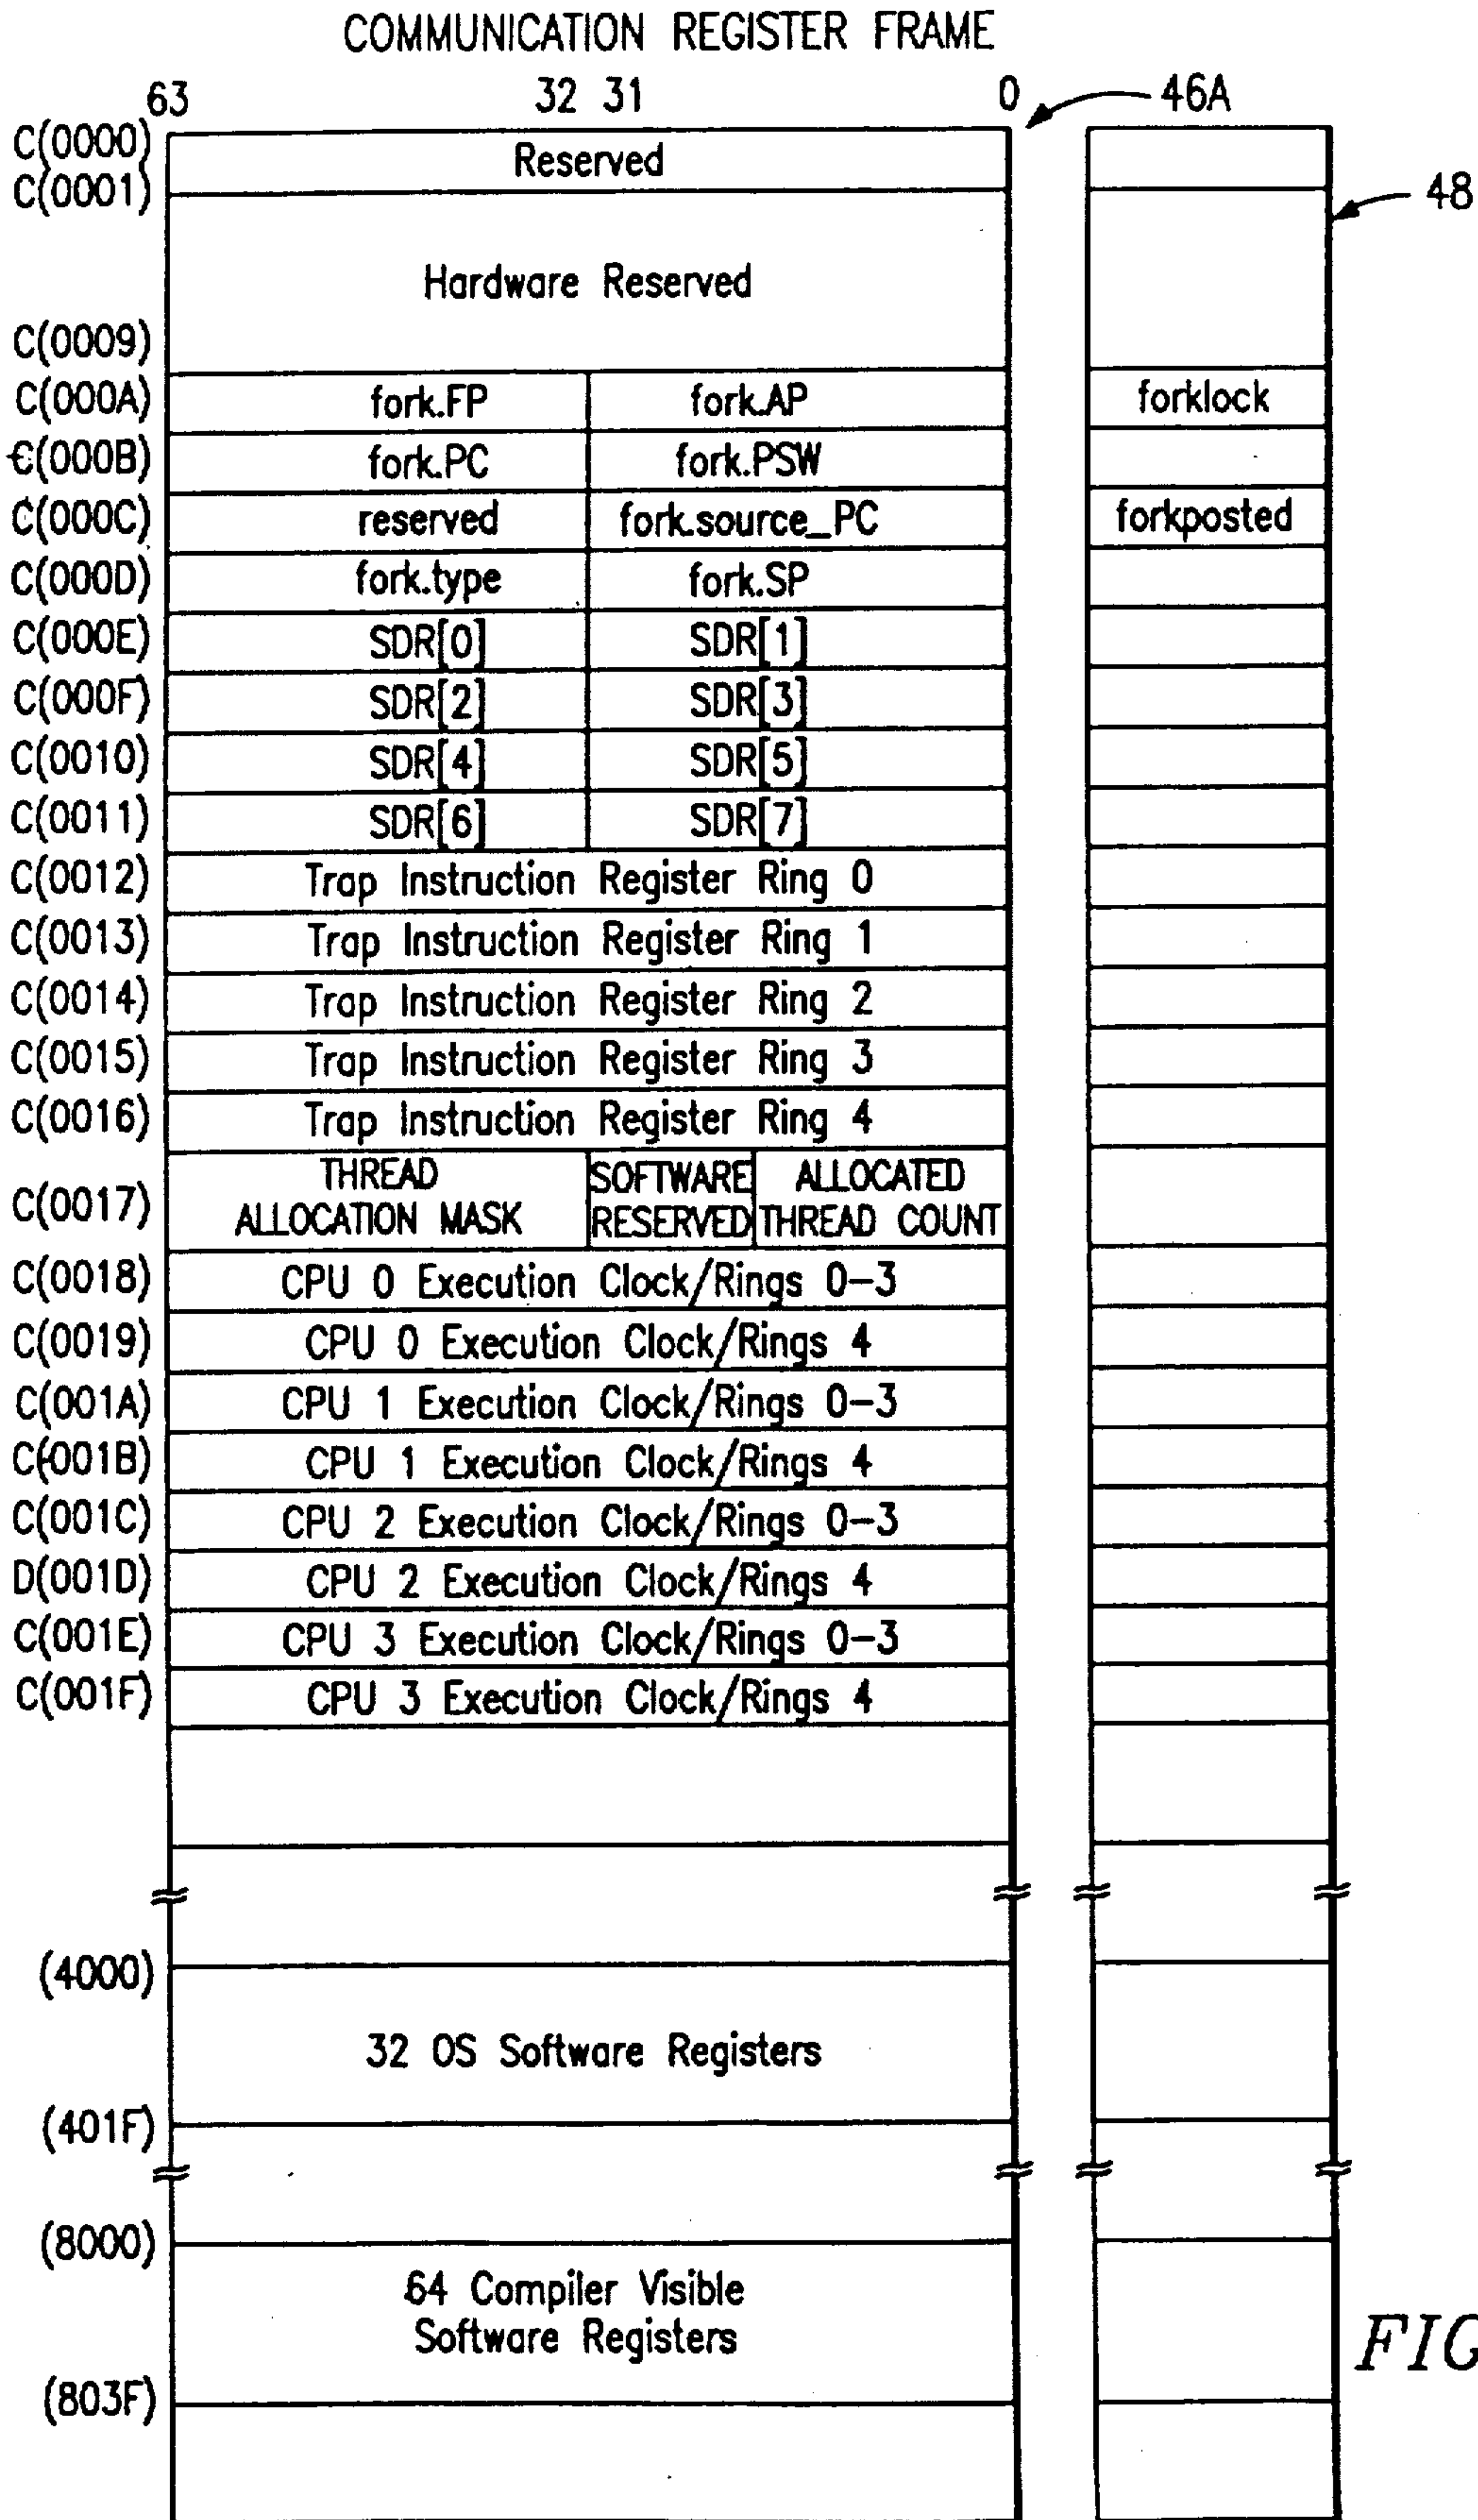 COMMUNICATION REGISTER FRAME
63 32 31 0 46A
C(0000) Reserved
C(0001) 48
Hardware Reserved
C(0009)
C(000A) fork.FP fork.AP forklock
C(000B) fork.PC fork.PSW
C(000C) reserved fork.source_PC forkposted
C(000D) fork.type fork.SP
C(000E) SDR[0] SDR[1]
C(000F) SDR[2] SDR[3]
C(0010) SDR[4] SDR[5]
C(0011) SDR[6] SDR[7]
C(0012) Trap Instruction Register Ring 0
C(0013) Trap Instruction Register Ring 1
C(0014) Trap Instruction Register Ring 2
C(0015) Trap Instruction Register Ring 3
C(0016) Trap Instruction Register Ring 4
THREAD SOFTWARE ALLOCATED
C(0017) ALLOCATION MASK RESERVED THREAD COUNT
C(0018) CPU 0 Execution Clock/Rings 0-3
C(0019) CPU 0 Execution Clock/Rings 4
C(001A) CPU 1 Execution Clock/Rings 0-3
C(001B) CPU 1 Execution Clock/Rings 4
C(001C) CPU 2 Execution Clock/Rings 0-3
D(001D) CPU 2 Execution Clock/Rings 4
C(001E) CPU 3 Execution Clock/Rings 0-3
C(001F) CPU 3 Execution Clock/Rings 4
(4000)
32 OS Software Registers
(401F)
(8000)
64 Compiler Visible
Software Registers
FIG
(803F)